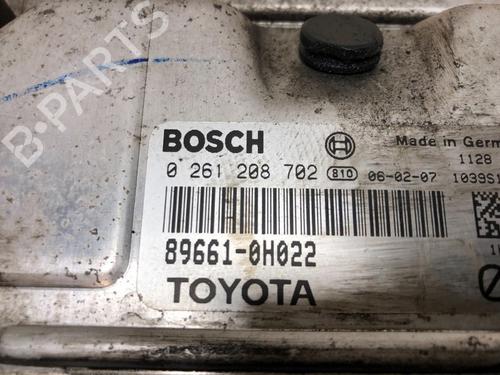 B-PARTS
BOSCH
Made in Germ
0 261 208 702 810 06-02-07
1128
1039S1
89661-0H022
TOYOTA